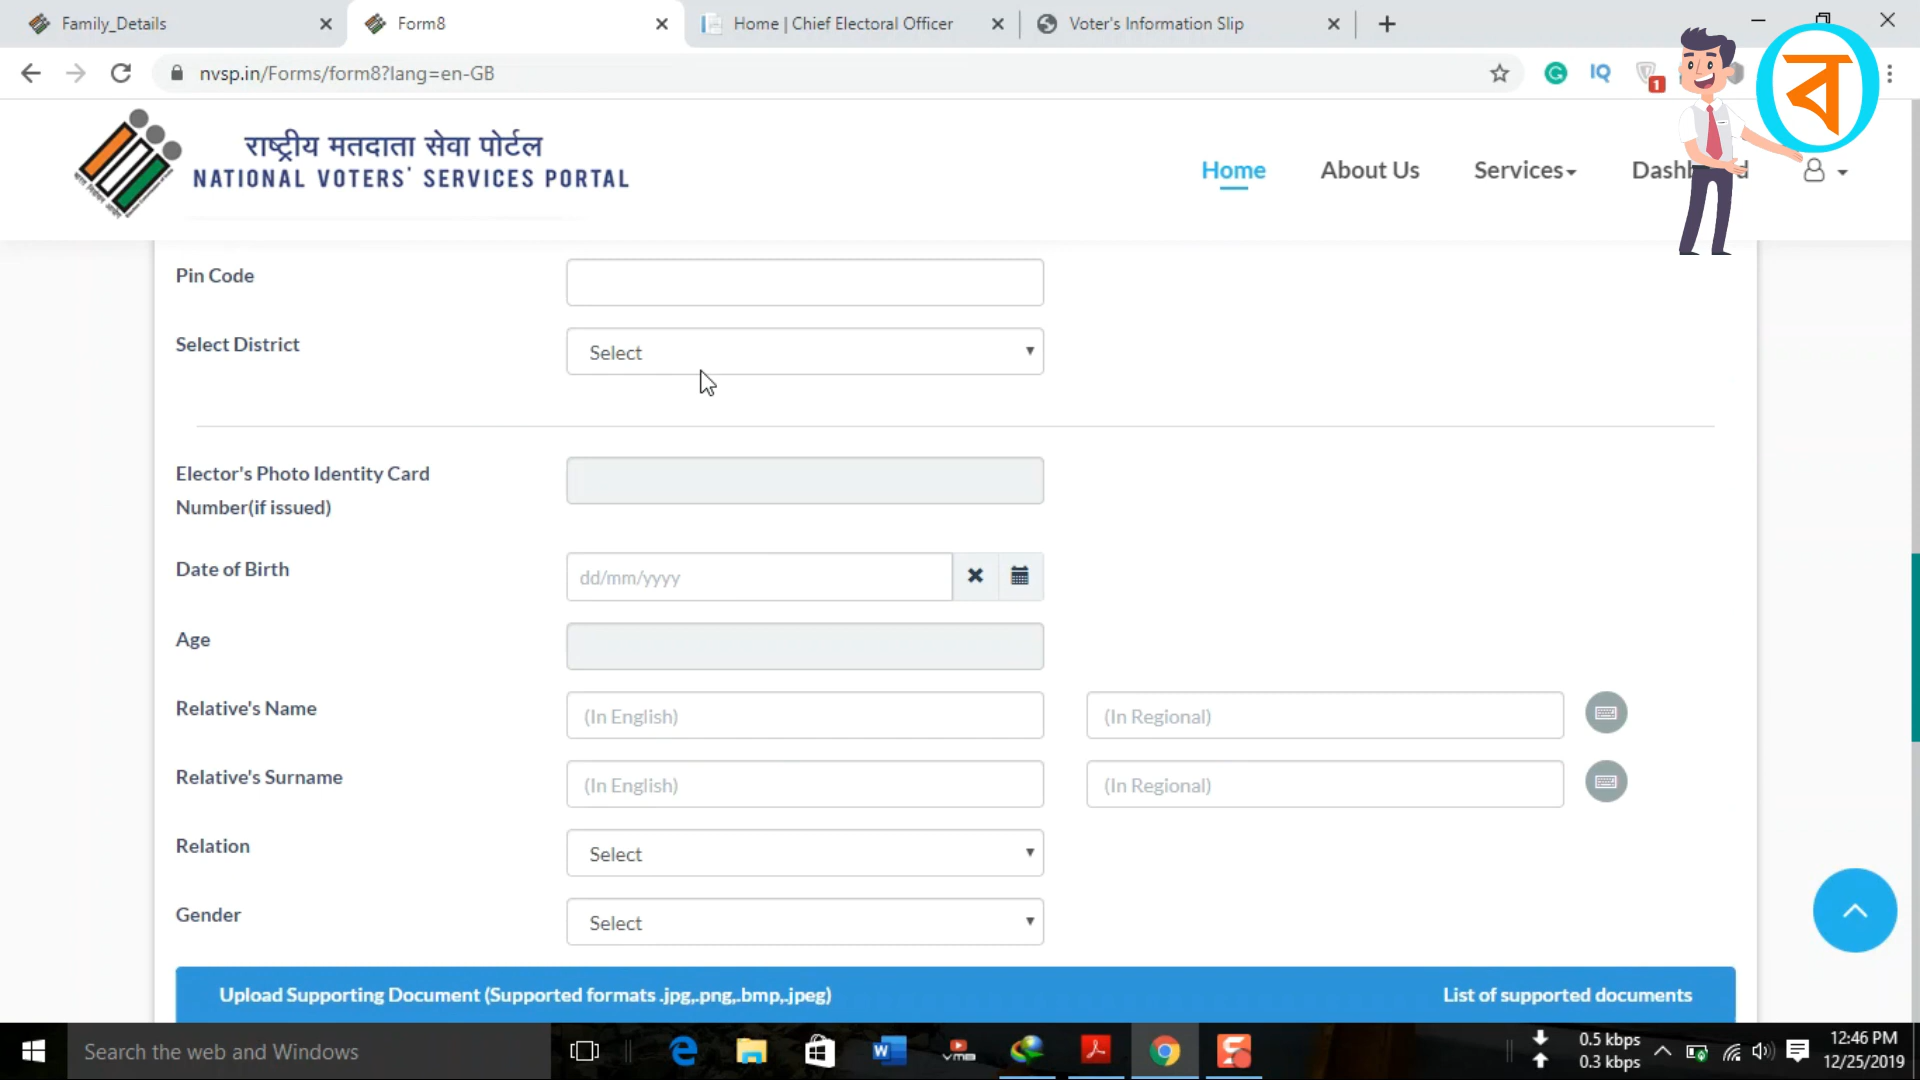 Family_Details
Form8
Home | Chief Electoral Officer
Voter's Information Slip
nvsp.in/Forms/form8?lang=en-GB
IQ
1
ব
राष्ट्रीय मतदाता सेवा पोर्टल
NATIONAL VOTERS' SERVICES PORTAL
Home
About Us
Services
Pin Code
Select District
Select
Elector's Photo Identity Card
Number(if issued)
Date of Birth
dd/mm/yyyy
Age
Relative's Name
(In English)
(In Regional)
Relative's Surname
(In English)
(In Regional)
Relation
Select
Gender
Select
Upload Supporting Document (Supported formats .jpg,.png,.bmp,.jpeg)
List of supported documents
Search the web and Windows
0.5 kbps
0.3 kbps
12:46 PM
12/25/2019